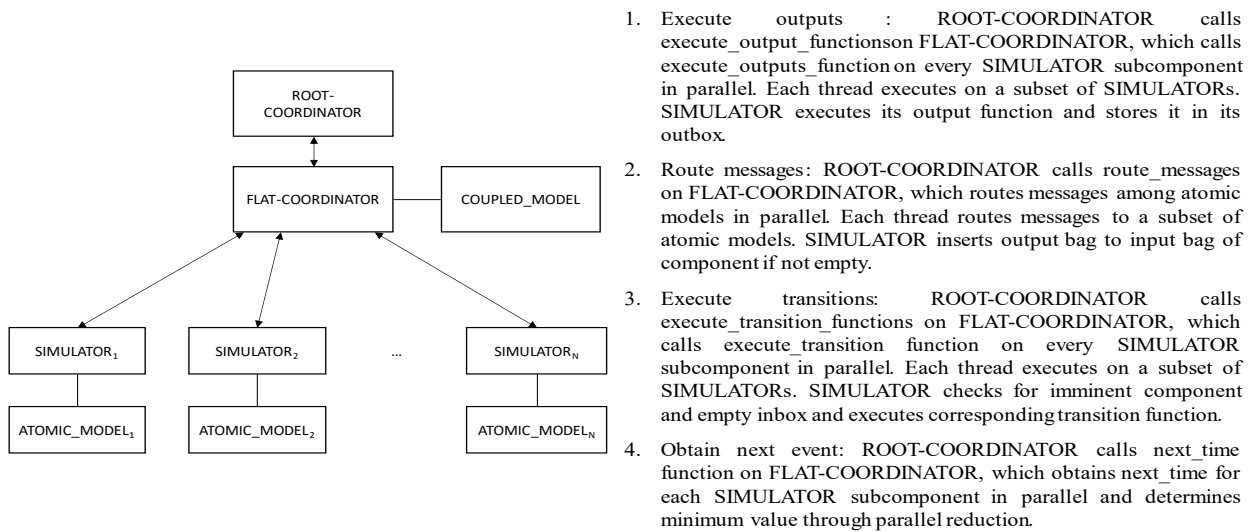 ROOT-
COORDINATOR
FLAT-COORDINATOR
COUPLED_MODEL
SIMULATOR₁
SIMULATOR₂
...
SIMULATORN
ATOMIC_MODEL₁
ATOMIC_MODEL₂
ATOMIC_MODELN
1. Execute outputs : ROOT-COORDINATOR calls
execute_output_functionson FLAT-COORDINATOR, which calls
execute_outputs_function on every SIMULATOR subcomponent
in parallel. Each thread executes on a subset of SIMULATORs.
SIMULATOR executes its output function and stores it in its
outbox.
2. Route messages: ROOT-COORDINATOR calls route_messages
on FLAT-COORDINATOR, which routes messages among atomic
models in parallel. Each thread routes messages to a subset of
atomic models. SIMULATOR inserts output bag to input bag of
component if not empty.
3. Execute transitions: ROOT-COORDINATOR calls
execute_transition_functions on FLAT-COORDINATOR, which
calls execute_transition function on every SIMULATOR
subcomponent in parallel. Each thread executes on a subset of
SIMULATORs. SIMULATOR checks for imminent component
and empty inbox and executes corresponding transition function.
4. Obtain next event: ROOT-COORDINATOR calls next_time
function on FLAT-COORDINATOR, which obtains next_time for
each SIMULATOR subcomponent in parallel and determines
minimum value through parallel reduction.